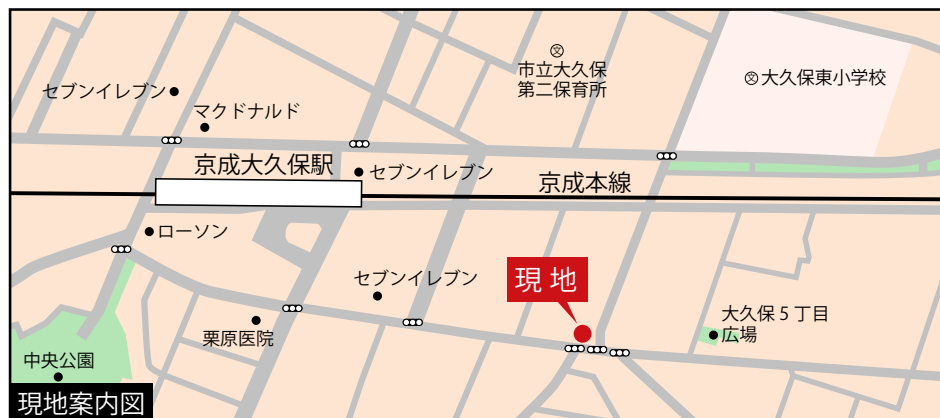 市立大久保
第二保育所
大久保東小学校
セブンイレブン
マクドナルド
京成大久保駅
セブンイレブン
京成本線
ローソン
セブンイレブン
現 地
大久保 5 丁目
広場
栗原医院
中央公園
現地案内図